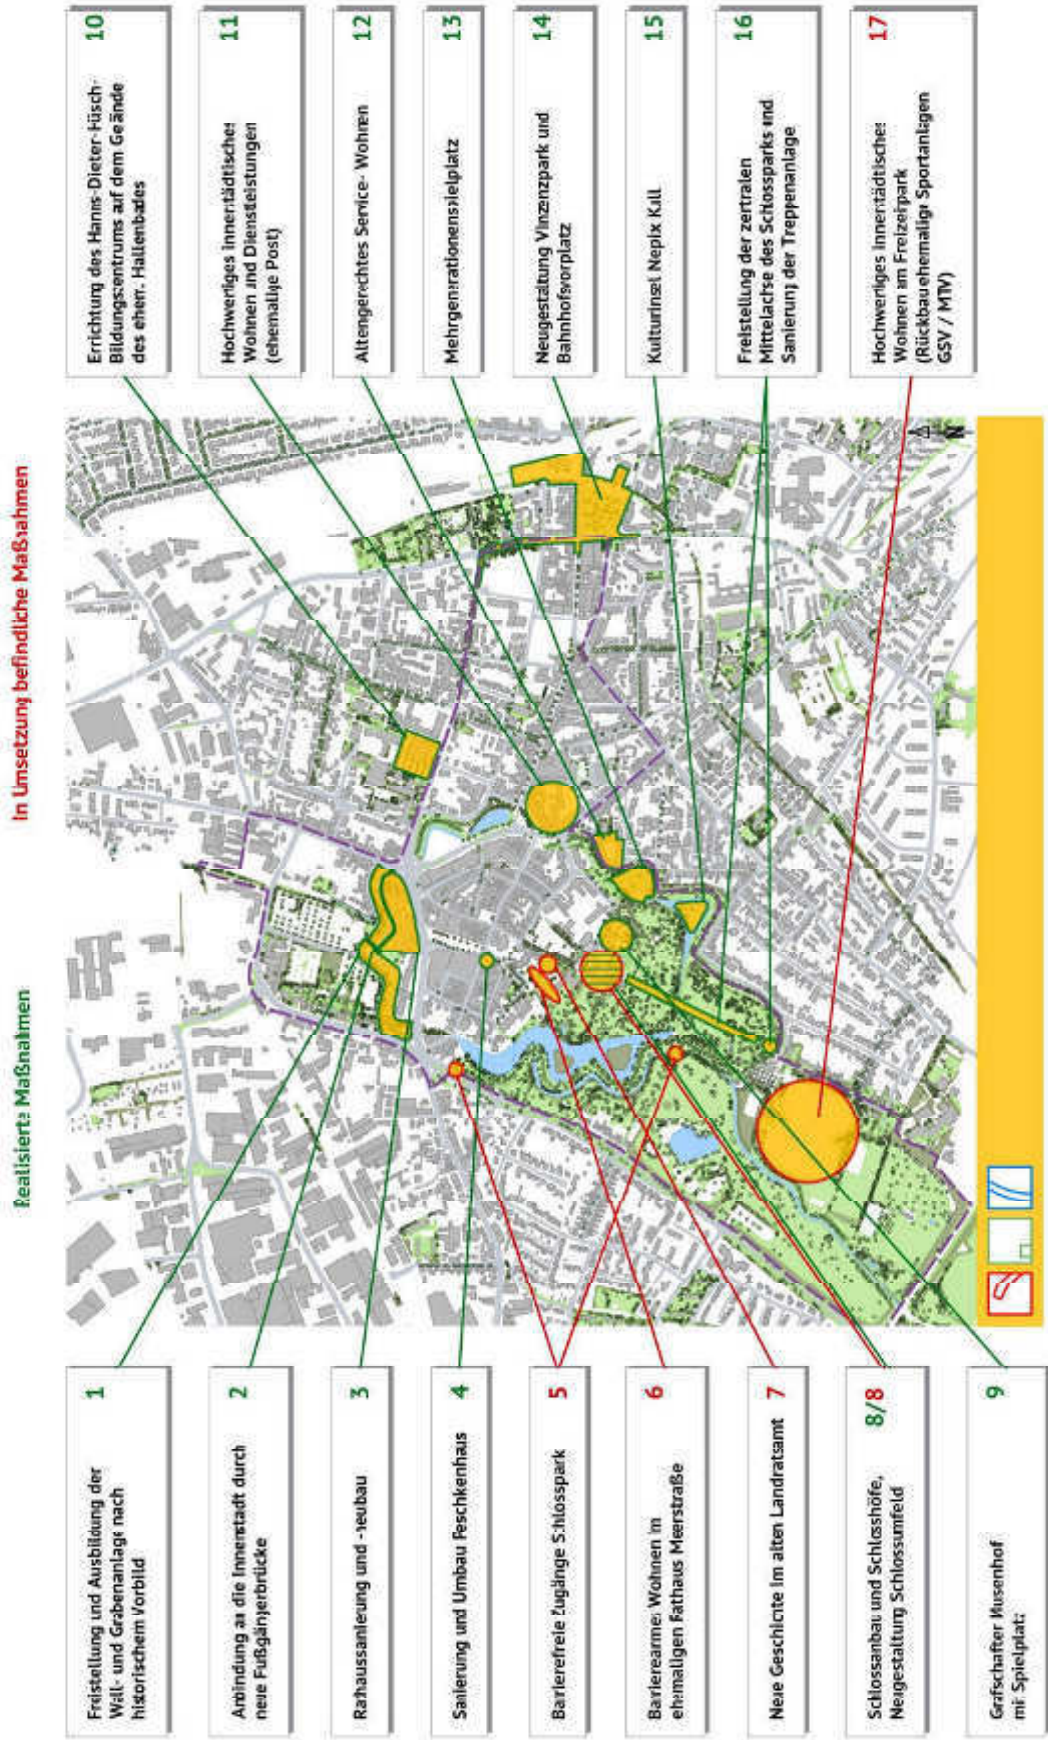 Realisierte Maßnahmen
In Umsetzung befindliche Maßnahmen
1
Freistellung und Ausbildung der
Wall- und Grabenanlage nach
historischem Vorbild
2
Anbindung an die Innenstadt durch
neue Fußgängerbrücke
3
Rathaussanierung und -neubau
4
Sanierung und Umbau Peschkenhaus
5
Barrierefreie Zugänge Schlosspark
6
Barrierearmes Wohnen im
ehemaligen Rathaus Meerstraße
7
Neue Geschichte im alten Landratsamt
8/8
Schlossanbau und Schlosshöfe,
Neugestaltung Schlossumfeld
9
Grafschafter Musenhof
mit Spielplatz
10
Errichtung des Hanns-Dieter-Hüsch-
Bildungszentrums auf dem Gelände
des ehem. Hallenbades
11
Hochwertiges innerstädtisches
Wohnen und Dienstleistungen
(ehemalige Post)
12
Altengerechtes Service-Wohnen
13
Mehrgenerationenspielplatz
14
Neugestaltung Vinzenzpark und
Bahnhofsvorplatz
15
Kulturinsel Nepix Kull
16
Freistellung der zentralen
Mittelachse des Schlossparks und
Sanierung der Treppenanlage
17
Hochwertiges innerstädtisches
Wohnen am Freizeitpark
(Rückbau ehemalige Sportanlagen
GSV / MTV)
N